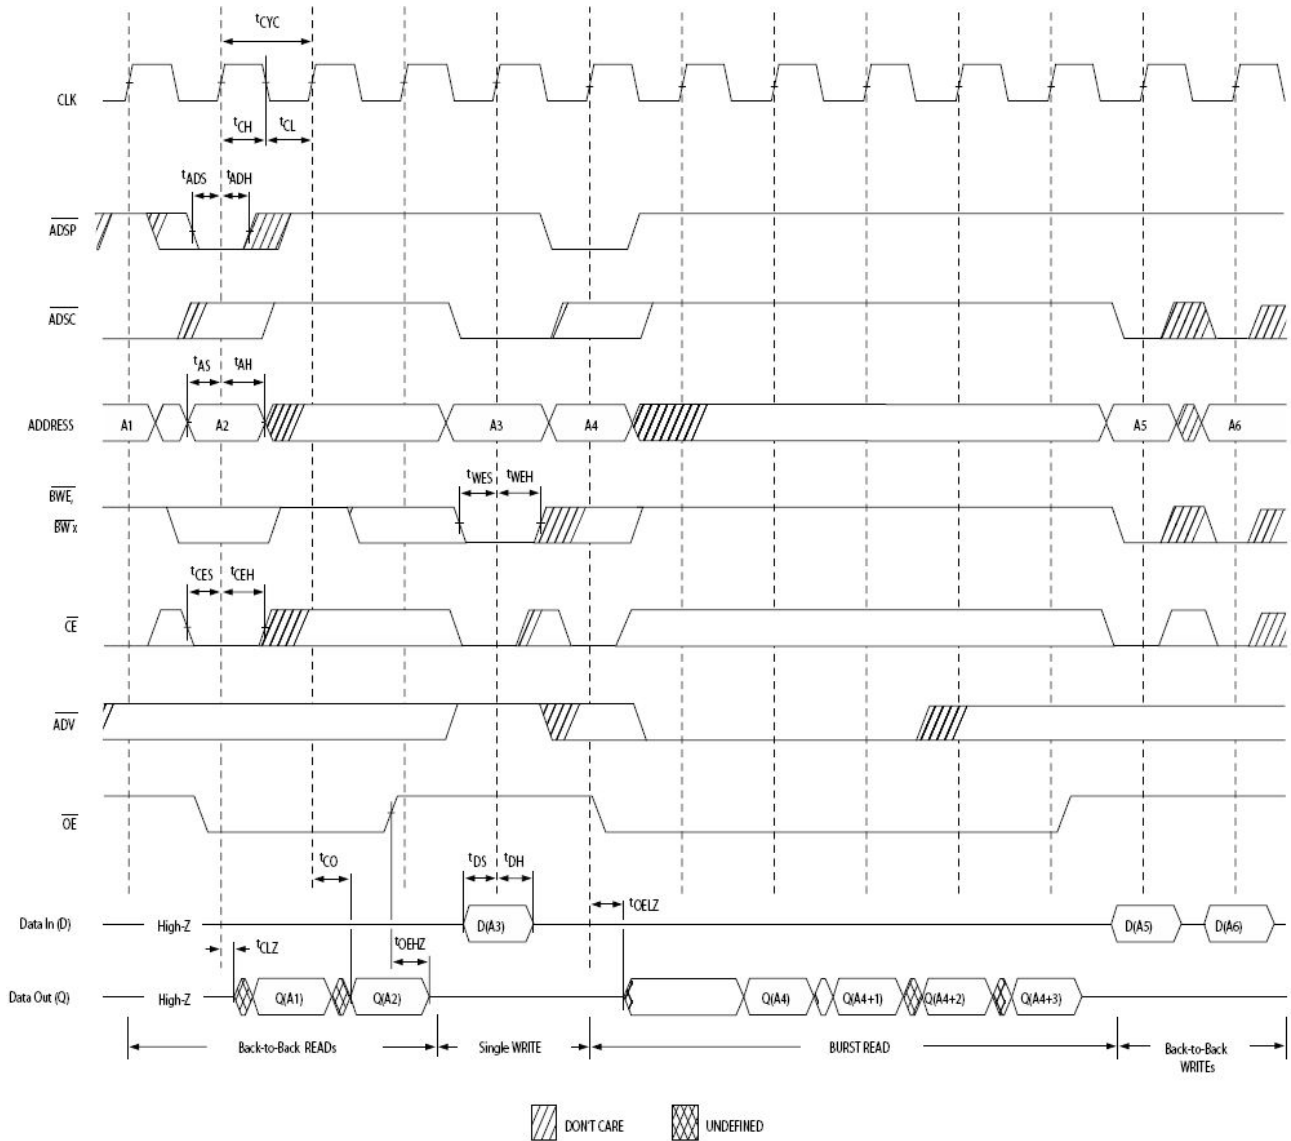 tCYC
CLK
tCH tCL
tADS tADH
ADSP
ADSC
tAS tAH
ADDRESS A1 A2 A3 A4 A5 A6
tWES tWEH
BWE,
BWx
tCES tCEH
CE
ADV
OE
tCO tDS tDH
tOELZ
Data In (D) High-Z D(A3) D(A5) D(A6)
tCLZ tOEHZ
Data Out (Q) High-Z Q(A1) Q(A2) Q(A4) Q(A4+1) Q(A4+2) Q(A4+3)
Back-to-Back READs Single WRITE BURST READ Back-to-Back
WRITEs
DON'T CARE UNDEFINED